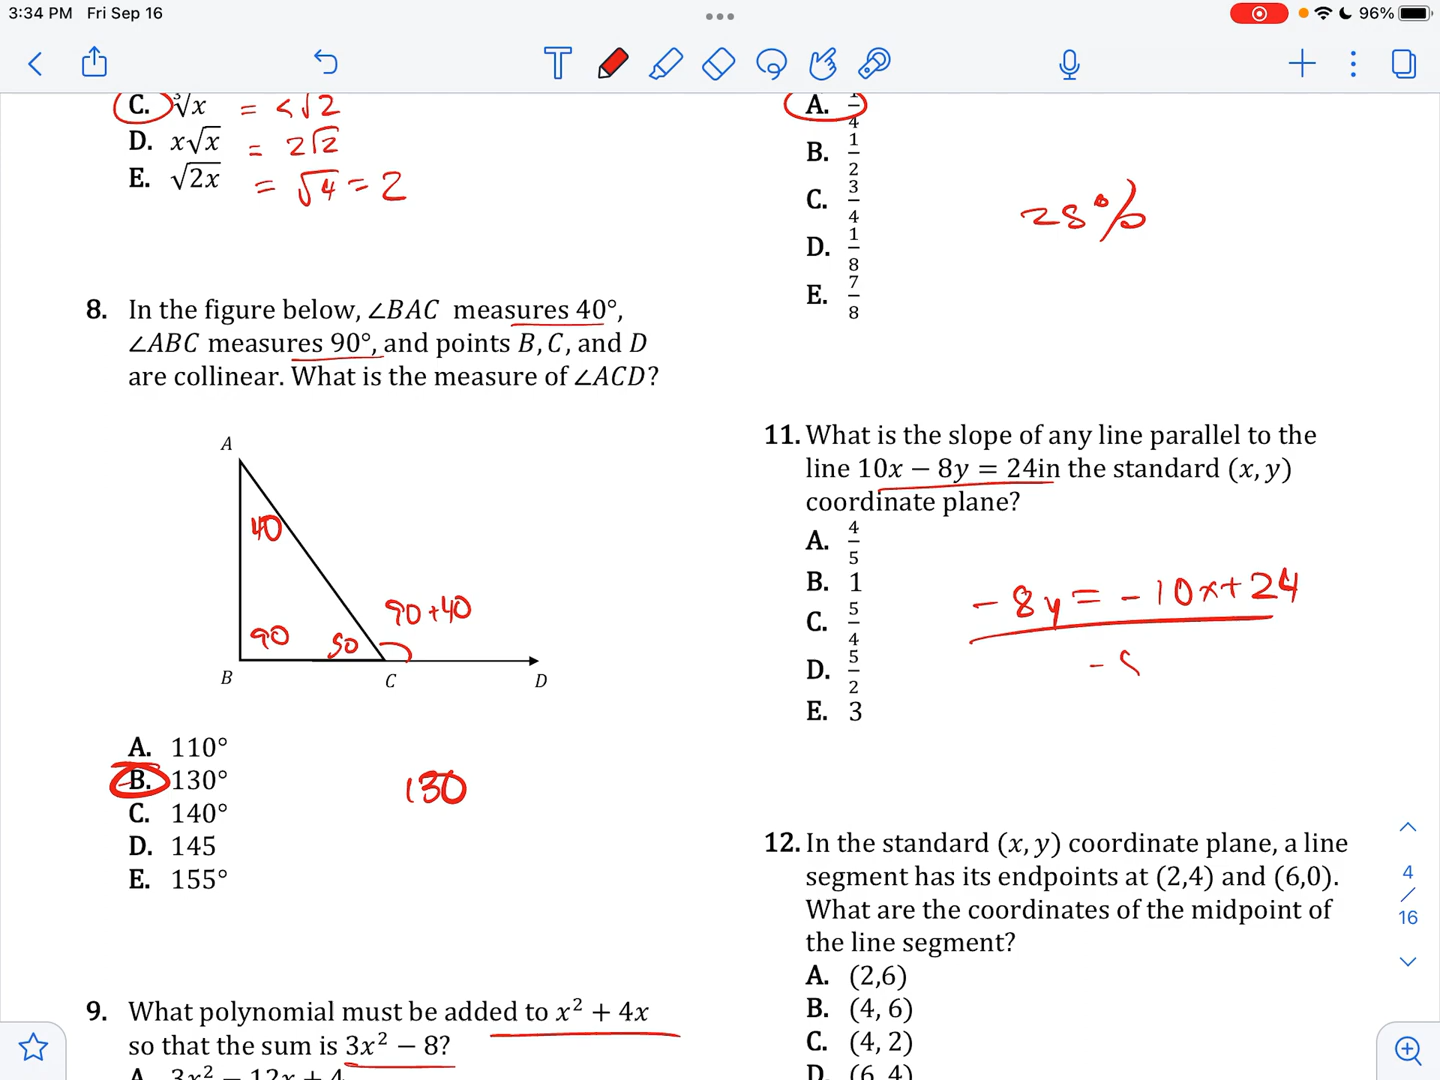 3:34 PM Fri Sep 16
96%
C. ∛x = <√2
D. x√x = 2√2
E. √2x = √4 = 2
8. In the figure below, ∠BAC measures 40°,
∠ABC measures 90°, and points B, C, and D
are collinear. What is the measure of ∠ACD?
A
40
90+40
90
50
B
C
D
A. 110°
B. 130°
C. 140°
D. 145
E. 155°
130
9. What polynomial must be added to x² + 4x
so that the sum is 3x² − 8?
A. 3x² − 12x + 4
A. 1/4
B. 1/2
C. 3/4
D. 1/8
E. 7/8
25%
11. What is the slope of any line parallel to the
line 10x − 8y = 24in the standard (x, y)
coordinate plane?
A. 4/5
B. 1
C. 5/4
D. 5/2
E. 3
-8y = -10x+24
12. In the standard (x, y) coordinate plane, a line
segment has its endpoints at (2,4) and (6,0).
What are the coordinates of the midpoint of
the line segment?
A. (2,6)
B. (4, 6)
C. (4, 2)
D. (6, 4)
4
/
16